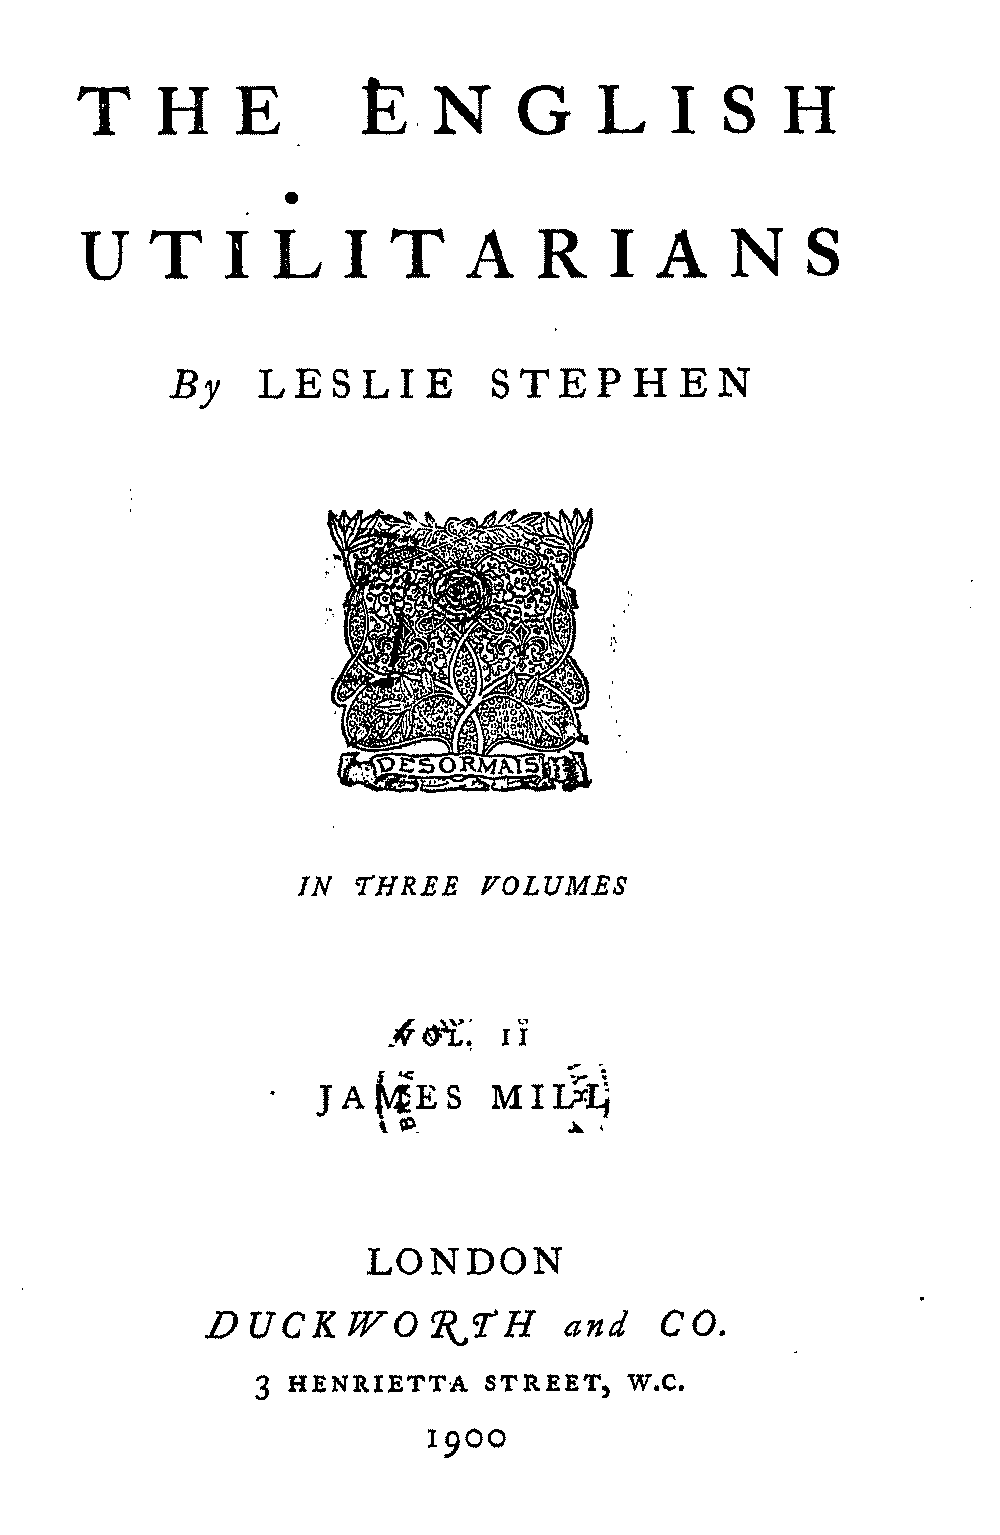 THE ENGLISH
UTILITARIANS
By LESLIE STEPHEN
DESORMAIS
IN THREE VOLUMES
VOL. II
JAMES MILL
LONDON
DUCKWORTH and CO.
3 HENRIETTA STREET, W.C.
1900